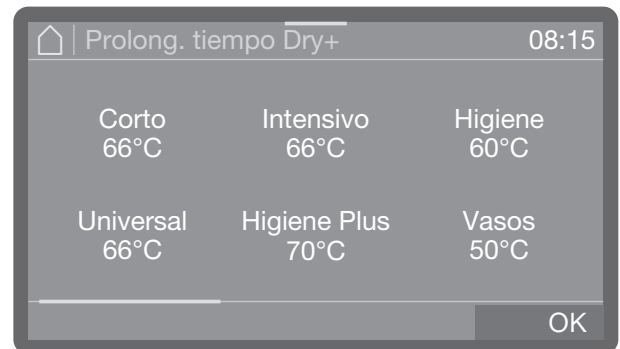 Prolong. tiempo Dry+ 08:15
Corto Intensivo Higiene
66°C 66°C 60°C
Universal Higiene Plus Vasos
66°C 70°C 50°C
OK